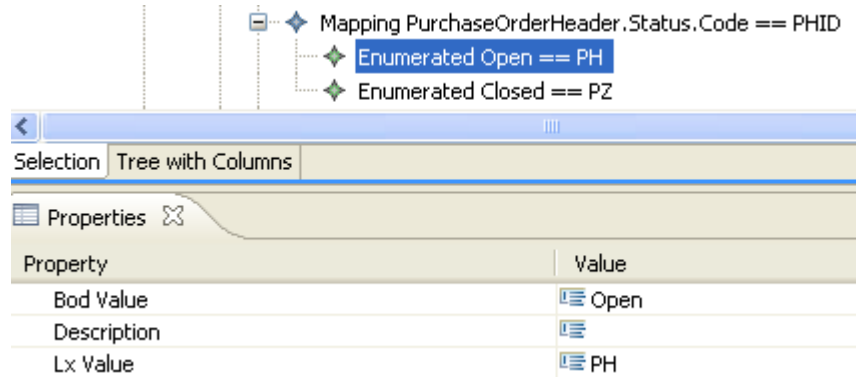 Mapping PurchaseOrderHeader.Status.Code == PHID
Enumerated Open == PH
Enumerated Closed == PZ
Selection Tree with Columns
Properties
Property Value
Bod Value Open
Description
Lx Value PH